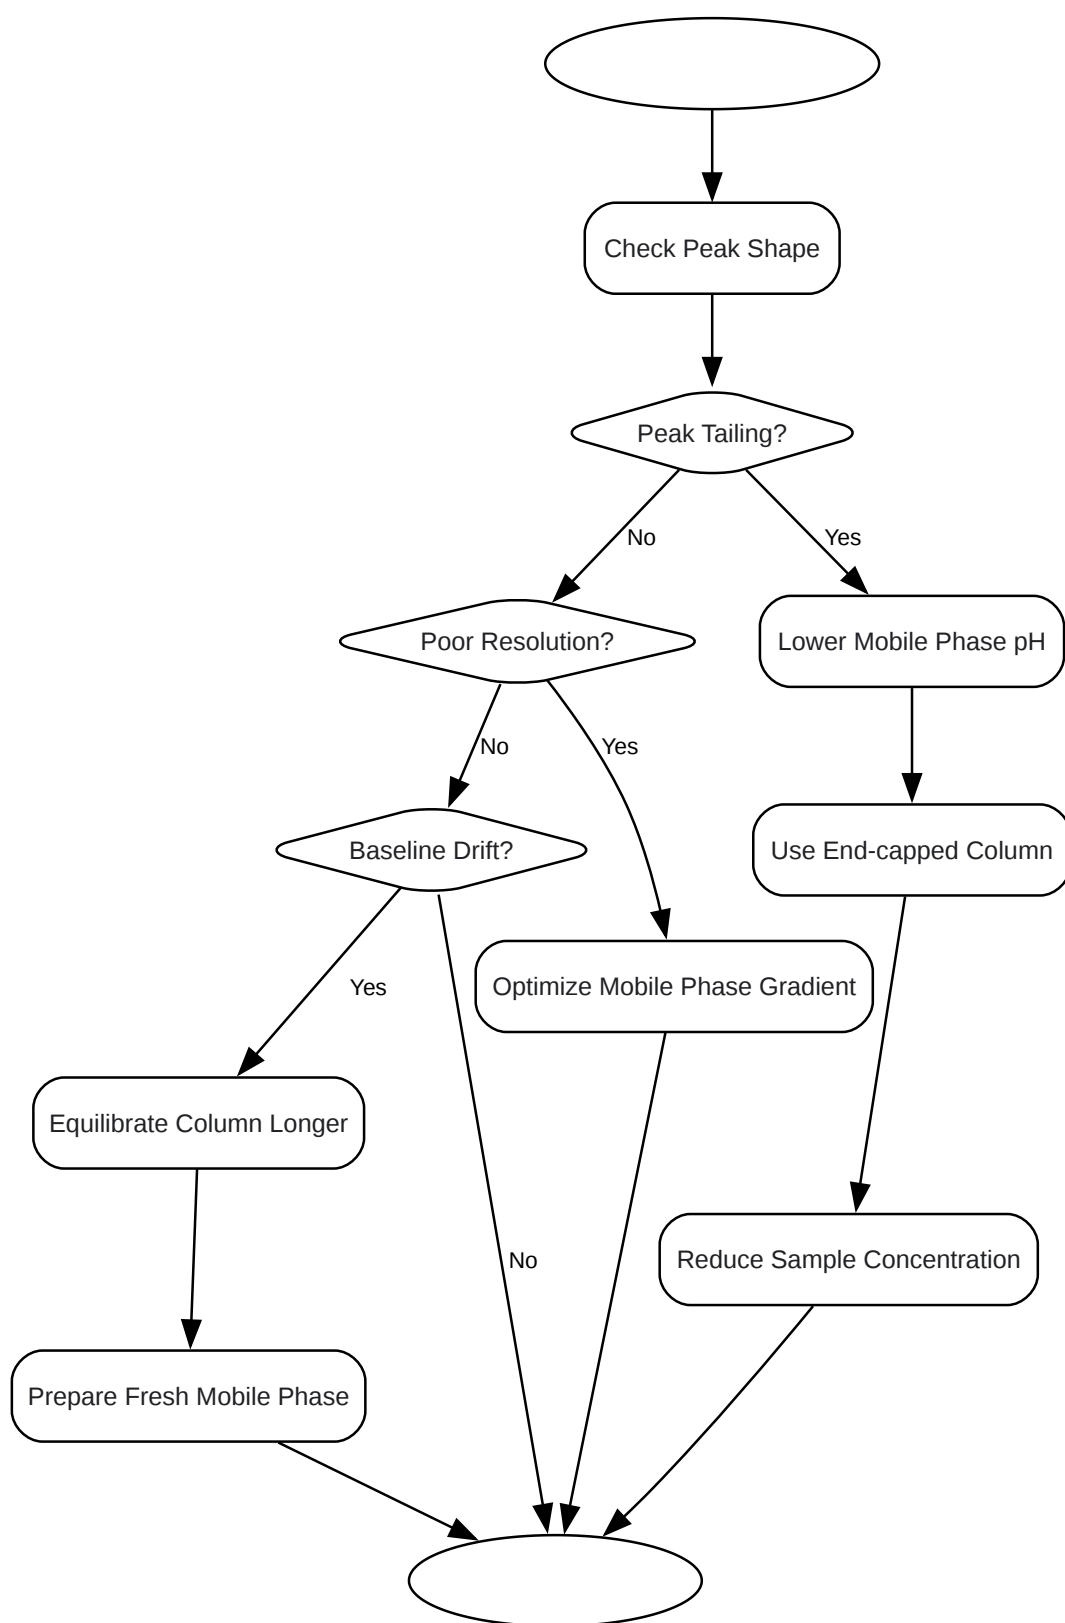 Check Peak Shape
Peak Tailing?
No
Yes
Poor Resolution?
Lower Mobile Phase pH
No
Yes
Baseline Drift?
Use End-capped Column
Yes
Optimize Mobile Phase Gradient
Equilibrate Column Longer
No
Reduce Sample Concentration
Prepare Fresh Mobile Phase